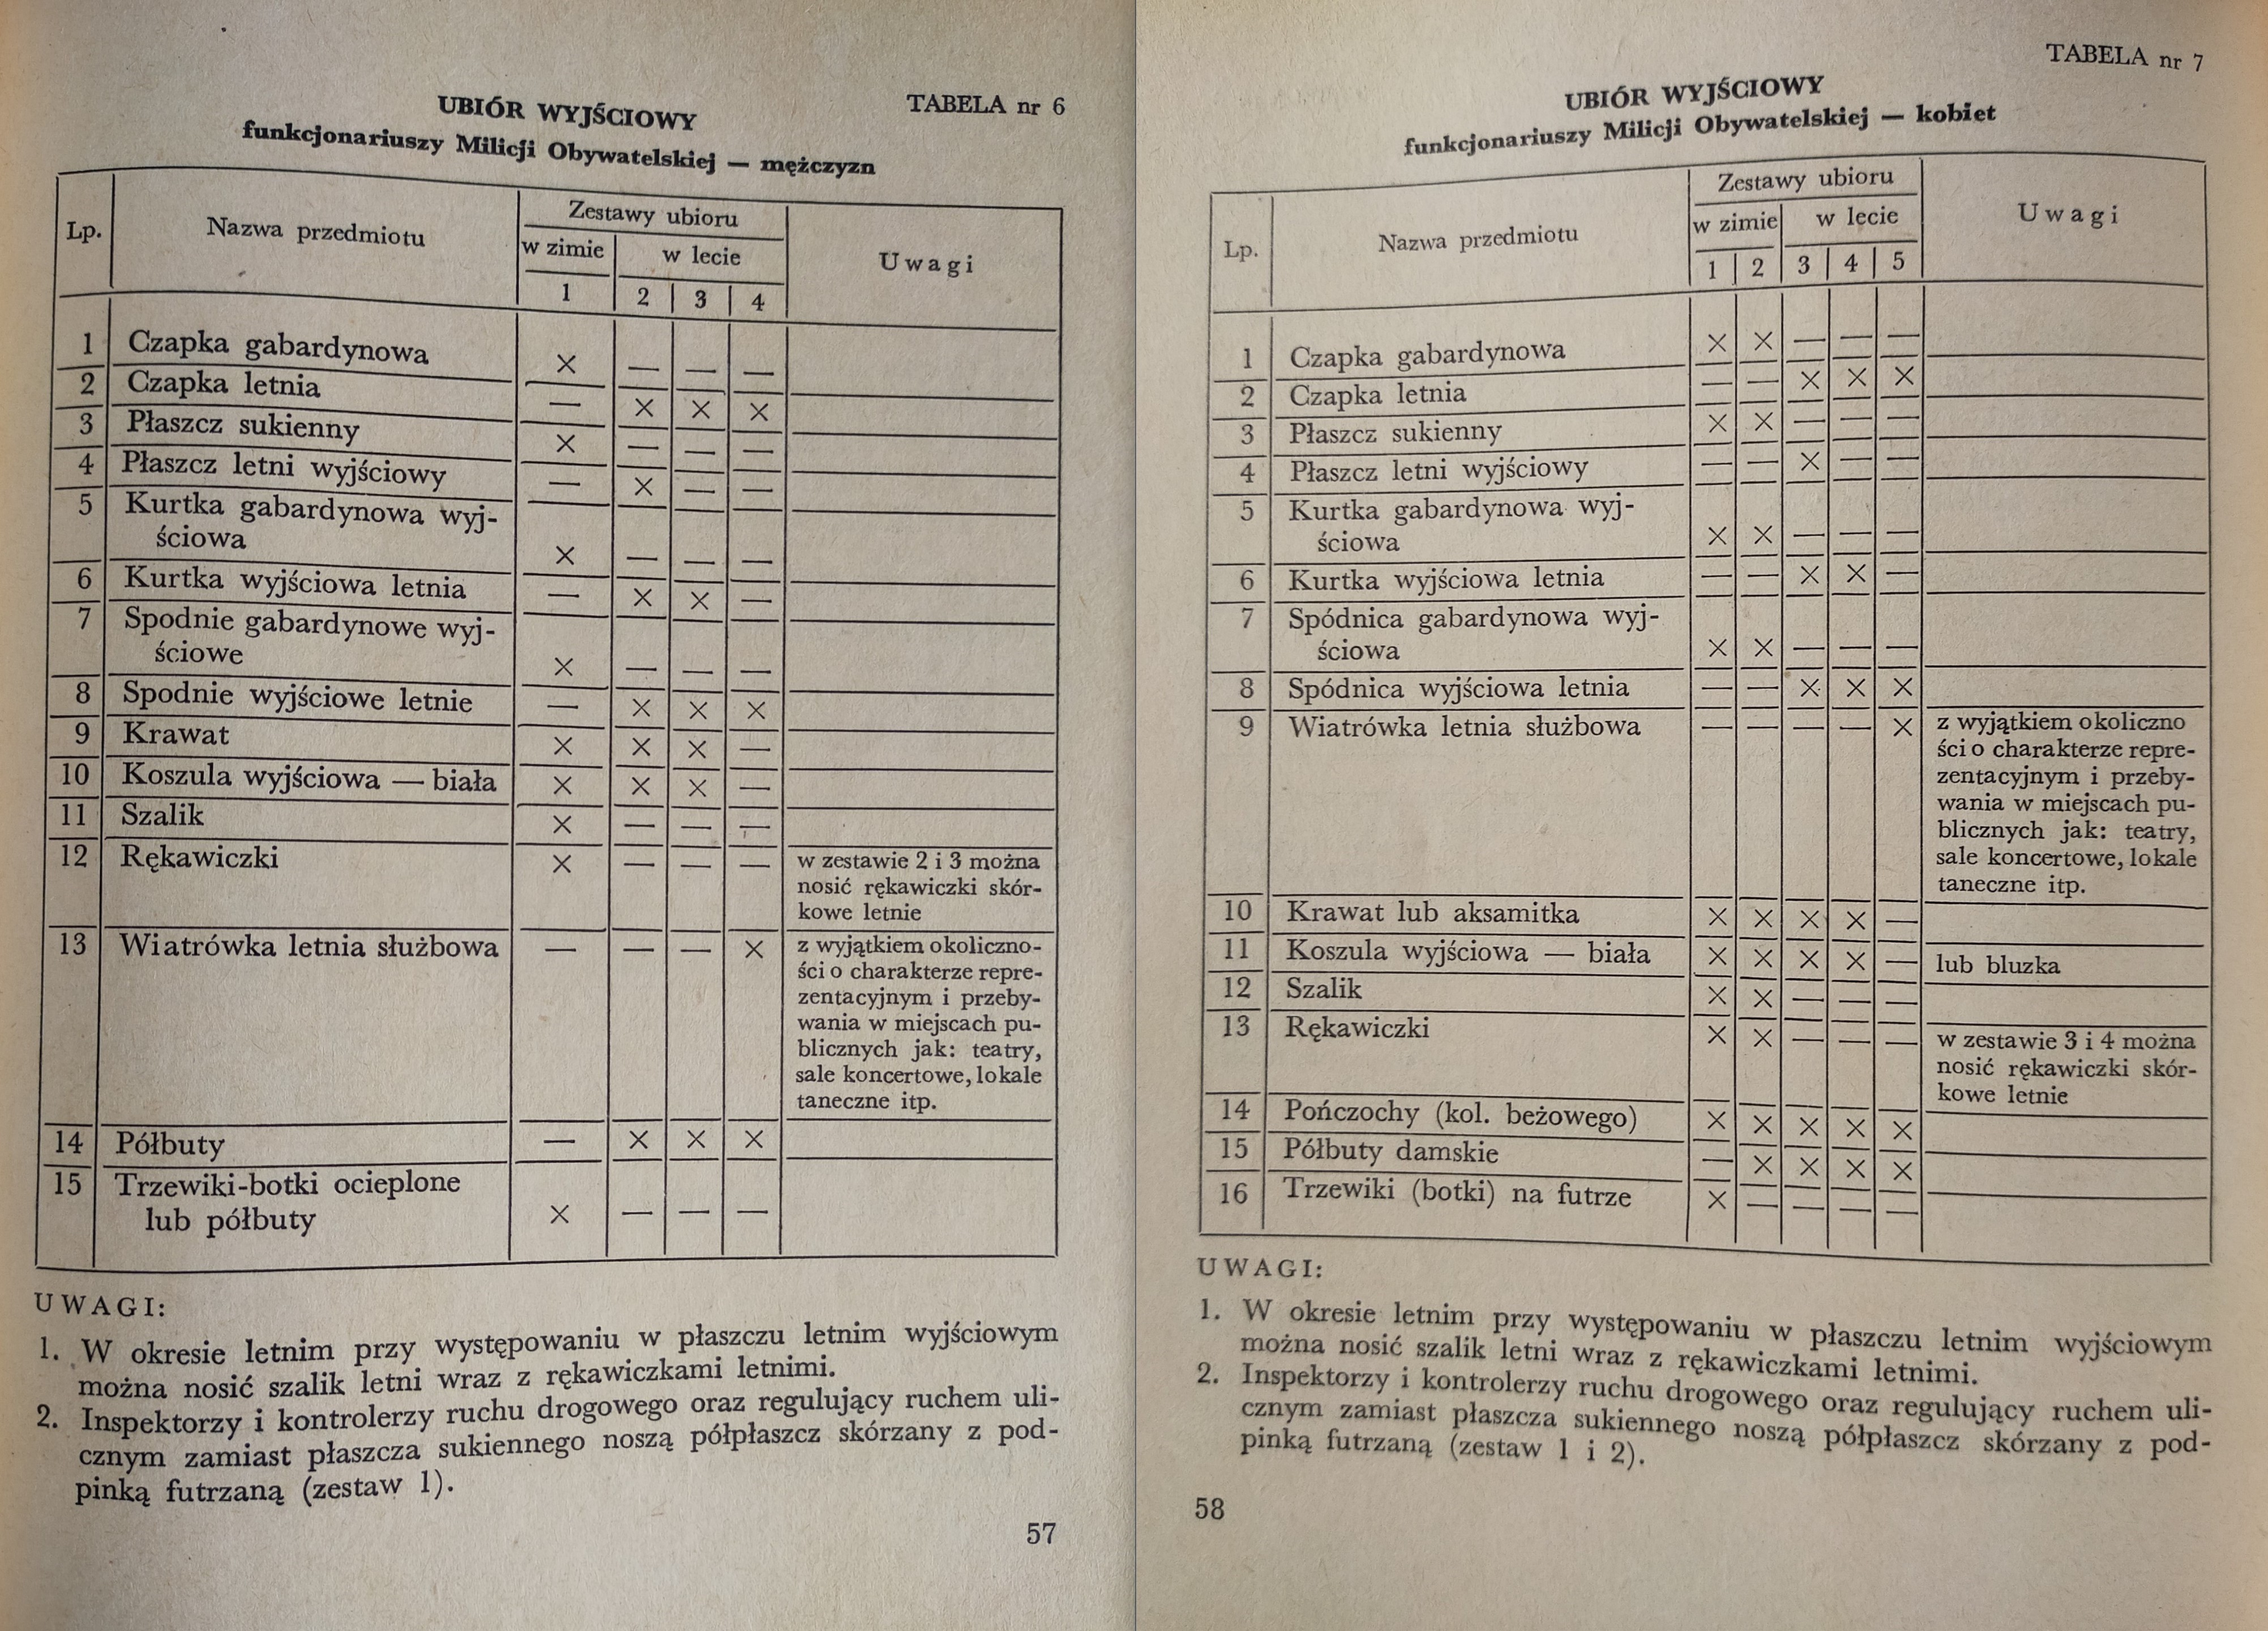 TABELA nr 6
UBIÓR WYJŚCIOWY
funkcjonariuszy Milicji Obywatelskiej — mężczyzn
Lp. Nazwa przedmiotu Zestawy ubioru Uwagi
w zimie w lecie
1 2 3 4
1 Czapka gabardynowa × — — —
2 Czapka letnia — × × ×
3 Płaszcz sukienny × — — —
4 Płaszcz letni wyjściowy — × — —
5 Kurtka gabardynowa wyj-
ściowa × — — —
6 Kurtka wyjściowa letnia — × × —
7 Spodnie gabardynowe wyj-
ściowe × — — —
8 Spodnie wyjściowe letnie — × × ×
9 Krawat × × × —
10 Koszula wyjściowa — biała × × × —
11 Szalik × — — —
12 Rękawiczki × — — — w zestawie 2 i 3 można
nosić rękawiczki skór-
kowe letnie
13 Wiatrówka letnia służbowa — — — × z wyjątkiem okoliczno-
ści o charakterze repre-
zentacyjnym i przeby-
wania w miejscach pu-
blicznych jak: teatry,
sale koncertowe, lokale
taneczne itp.
14 Półbuty — × × ×
15 Trzewiki-botki ocieplone
lub półbuty × — — —
UWAGI:
1. W okresie letnim przy występowaniu w płaszczu letnim wyjściowym
można nosić szalik letni wraz z rękawiczkami letnimi.
2. Inspektorzy i kontrolerzy ruchu drogowego oraz regulujący ruchem uli-
cznym zamiast płaszcza sukiennego noszą półpłaszcz skórzany z pod-
pinką futrzaną (zestaw 1).
57
TABELA nr 7
UBIÓR WYJŚCIOWY
funkcjonariuszy Milicji Obywatelskiej — kobiet
Lp. Nazwa przedmiotu Zestawy ubioru Uwagi
w zimie w lecie
1 2 3 4 5
1 Czapka gabardynowa × × — — —
2 Czapka letnia — — × × ×
3 Płaszcz sukienny × × — — —
4 Płaszcz letni wyjściowy — — × — —
5 Kurtka gabardynowa wyj-
ściowa × × — — —
6 Kurtka wyjściowa letnia — — × × —
7 Spódnica gabardynowa wyj-
ściowa × × — — —
8 Spódnica wyjściowa letnia — — × × ×
9 Wiatrówka letnia służbowa — — — — × z wyjątkiem okoliczno
ści o charakterze repre-
zentacyjnym i przeby-
wania w miejscach pu-
blicznych jak: teatry,
sale koncertowe, lokale
taneczne itp.
10 Krawat lub aksamitka × × × × —
11 Koszula wyjściowa — biała × × × × — lub bluzka
12 Szalik × × — — —
13 Rękawiczki × × — — — w zestawie 3 i 4 można
nosić rękawiczki skór-
kowe letnie
14 Pończochy (kol. beżowego) × × × × ×
15 Półbuty damskie — × × × ×
16 Trzewiki (botki) na futrze × — — — —
UWAGI:
1. W okresie letnim przy występowaniu w płaszczu letnim wyjściowym
można nosić szalik letni wraz z rękawiczkami letnimi.
2. Inspektorzy i kontrolerzy ruchu drogowego oraz regulujący ruchem uli-
cznym zamiast płaszcza sukiennego noszą półpłaszcz skórzany z pod-
pinką futrzaną (zestaw 1 i 2).
58